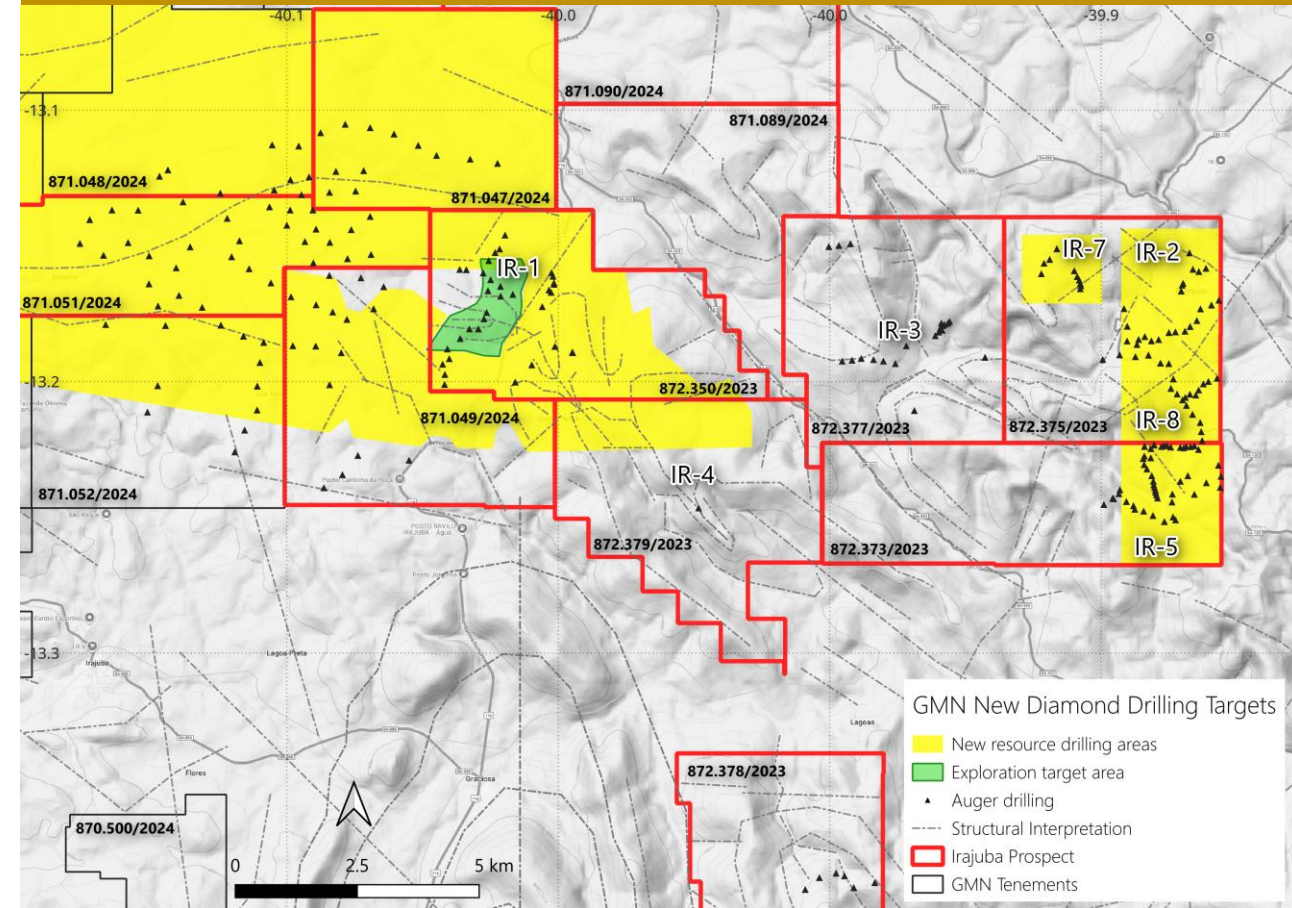 -40.1
-40.0
-40.0
-39.9
871.090/2024
-13.1
871.089/2024
871.048/2024
871.047/2024
IR-7
IR-2
IR-1
871.051/2024
IR-3
-13.2
872.350/2023
871.049/2024
872.377/2023
872.375/2023
IR-8
IR-4
871.052/2024
POSTO RAVILU
IRAJUBA - Água
IR-5
872.379/2023
872.373/2023
-13.3
Irajuba
Lagoa Preta
GMN New Diamond Drilling Targets
Lagoas
New resource drilling areas
872.378/2023
Flores
Graciosa
Exploration target area
Auger drilling
870.500/2024
Structural Interpretation
0 2.5 5 km
Irajuba Prospect
GMN Tenements